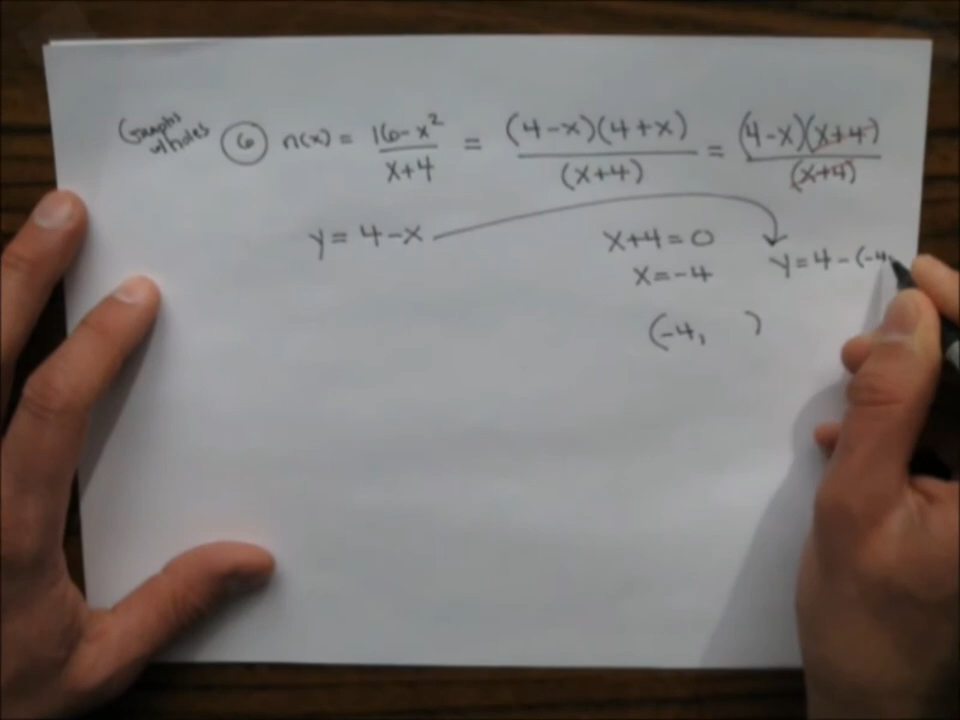 Graphs
w/holes
6 n(x) = 16-x² / x+4 = (4-x)(4+x) / (x+4) = (4-x)(x+4) / (x+4)
y = 4-x
x+4 = 0
x = -4
y = 4-(-4
(-4, )